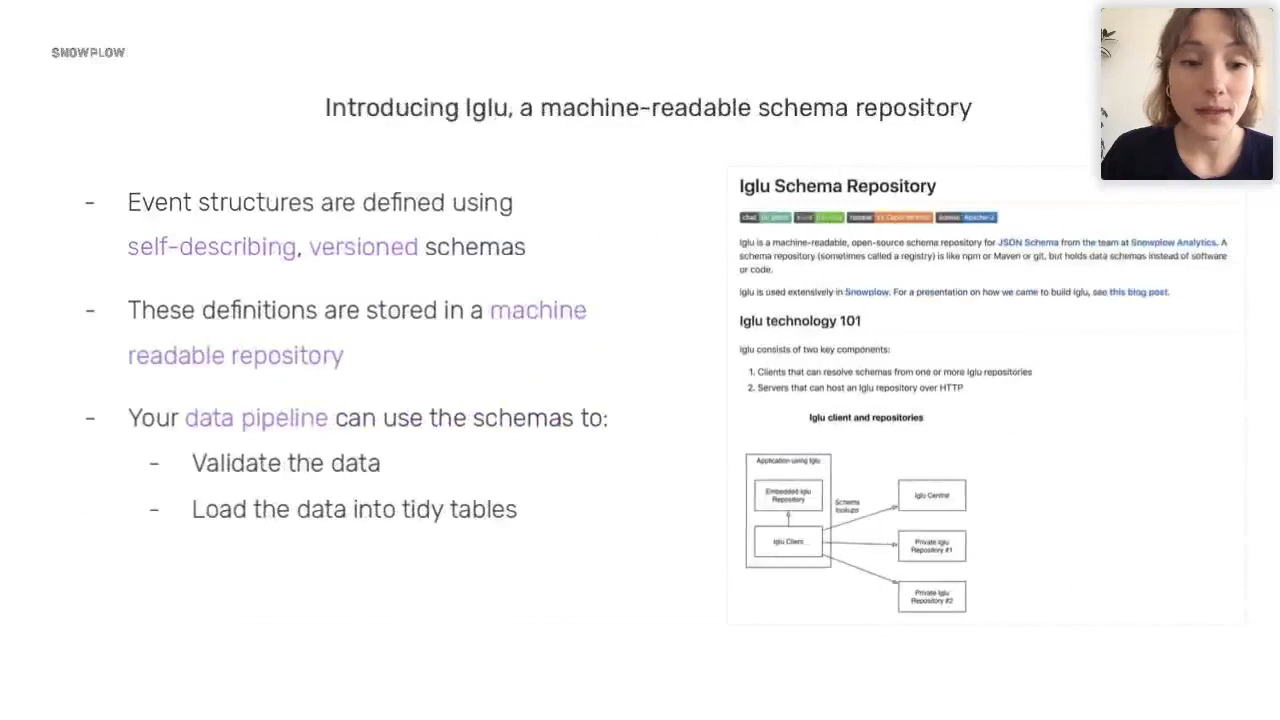 SNOWPLOW
Introducing Iglu, a machine-readable schema repository
- Event structures are defined using
self-describing, versioned schemas
- These definitions are stored in a machine
readable repository
- Your data pipeline can use the schemas to:
- Validate the data
- Load the data into tidy tables
Iglu Schema Repository
chat license Apache-2
Iglu is a machine-readable, open-source schema repository for JSON Schema from the team at Snowplow Analytics. A
schema repository (sometimes called a registry) is like npm or Maven or git, but holds data schemas instead of software
or code.
Iglu is used extensively in Snowplow. For a presentation on how we came to build Iglu, see this blog post.
Iglu technology 101
Iglu consists of two key components:
1. Clients that can resolve schemas from one or more Iglu repositories
2. Servers that can host an Iglu repository over HTTP
Iglu client and repositories
Application using Iglu
Embedded Iglu
Repository
Iglu Client
Schema
lookups
Iglu Central
Private Iglu
Repository #1
Private Iglu
Repository #2